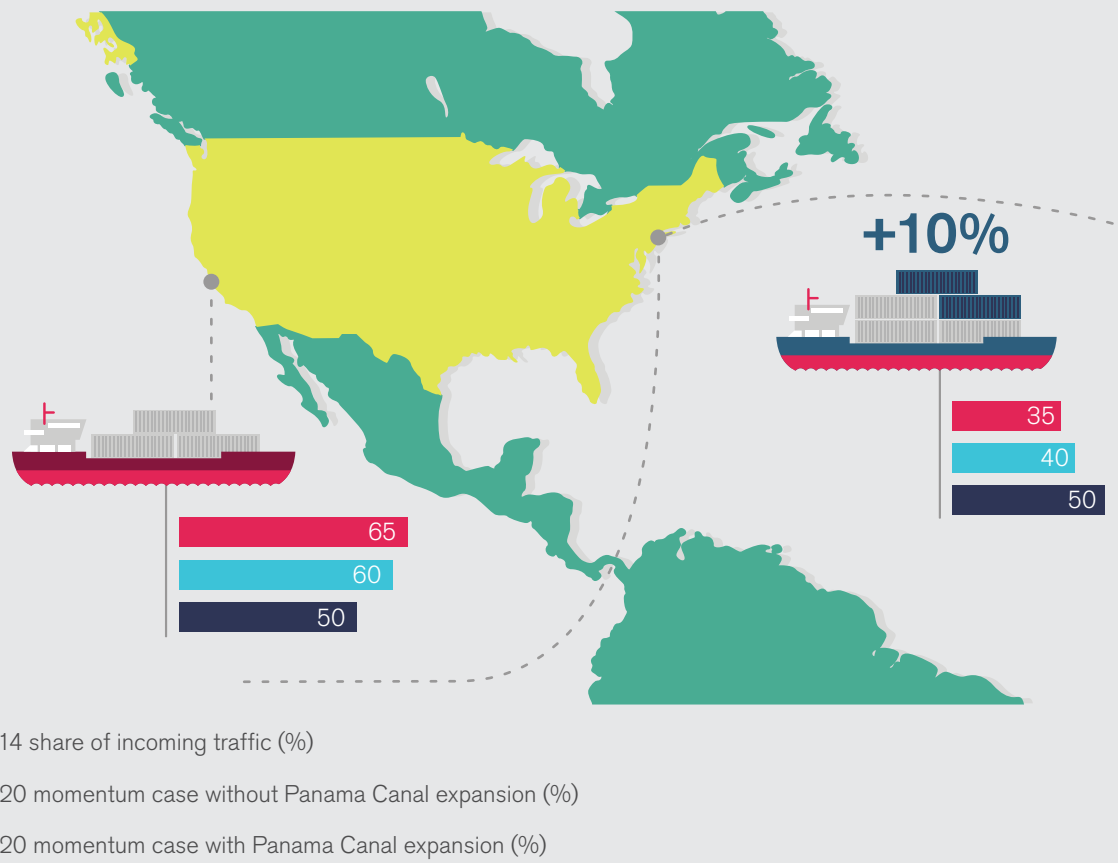 +10%
35
40
50
65
60
50
14 share of incoming traffic (%)
20 momentum case without Panama Canal expansion (%)
20 momentum case with Panama Canal expansion (%)